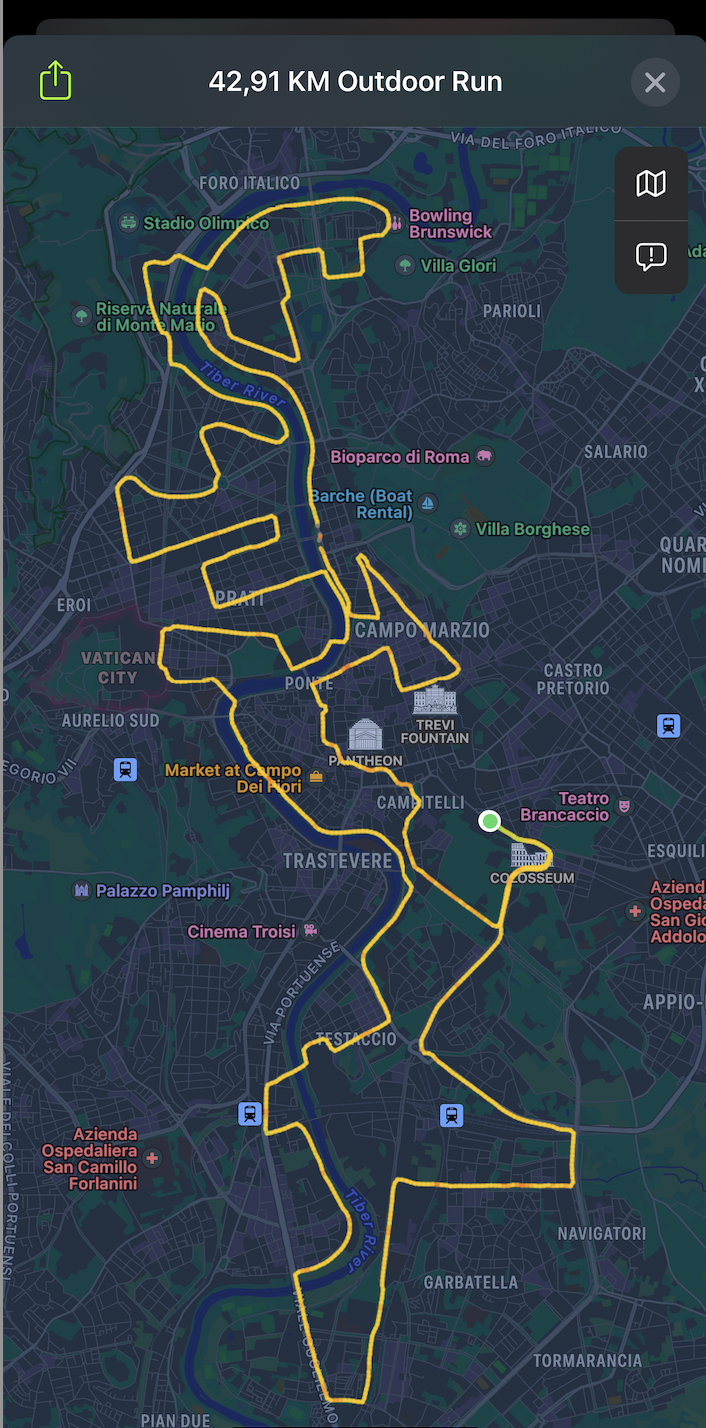 42,91 KM Outdoor Run
VIA DEL FORO ITALICO
FORO ITALICO
Stadio Olimpico
Bowling
Brunswick
Villa Glori
Riserva Naturale
di Monte Mario
PARIOLI
Tiber River
SALARIO
Bioparco di Roma
Barche (Boat
Rental)
Villa Borghese
QUAR
NOME
EROI
PRATI
CAMPO MARZIO
VATICAN
CITY
CASTRO
PRETORIO
PONTE
AURELIO SUD
TREVI
FOUNTAIN
PANTHEON
EGORIO VII
Market at Campo
Dei Fiori
CAMPITELLI
Teatro
Brancaccio
TRASTEVERE
COLOSSEUM
ESQUILI
Palazzo Pamphilj
Aziend
Ospeda
San Gio
Addolo
Cinema Troisi
VIA PORTUENSE
APPIO-
TESTACCIO
VIALE DEI COLLI PORTUENSI
Azienda
Ospedaliera
San Camillo
Forlanini
Tiber River
NAVIGATORI
GARBATELLA
TORMARANCIA
PIAN DUE